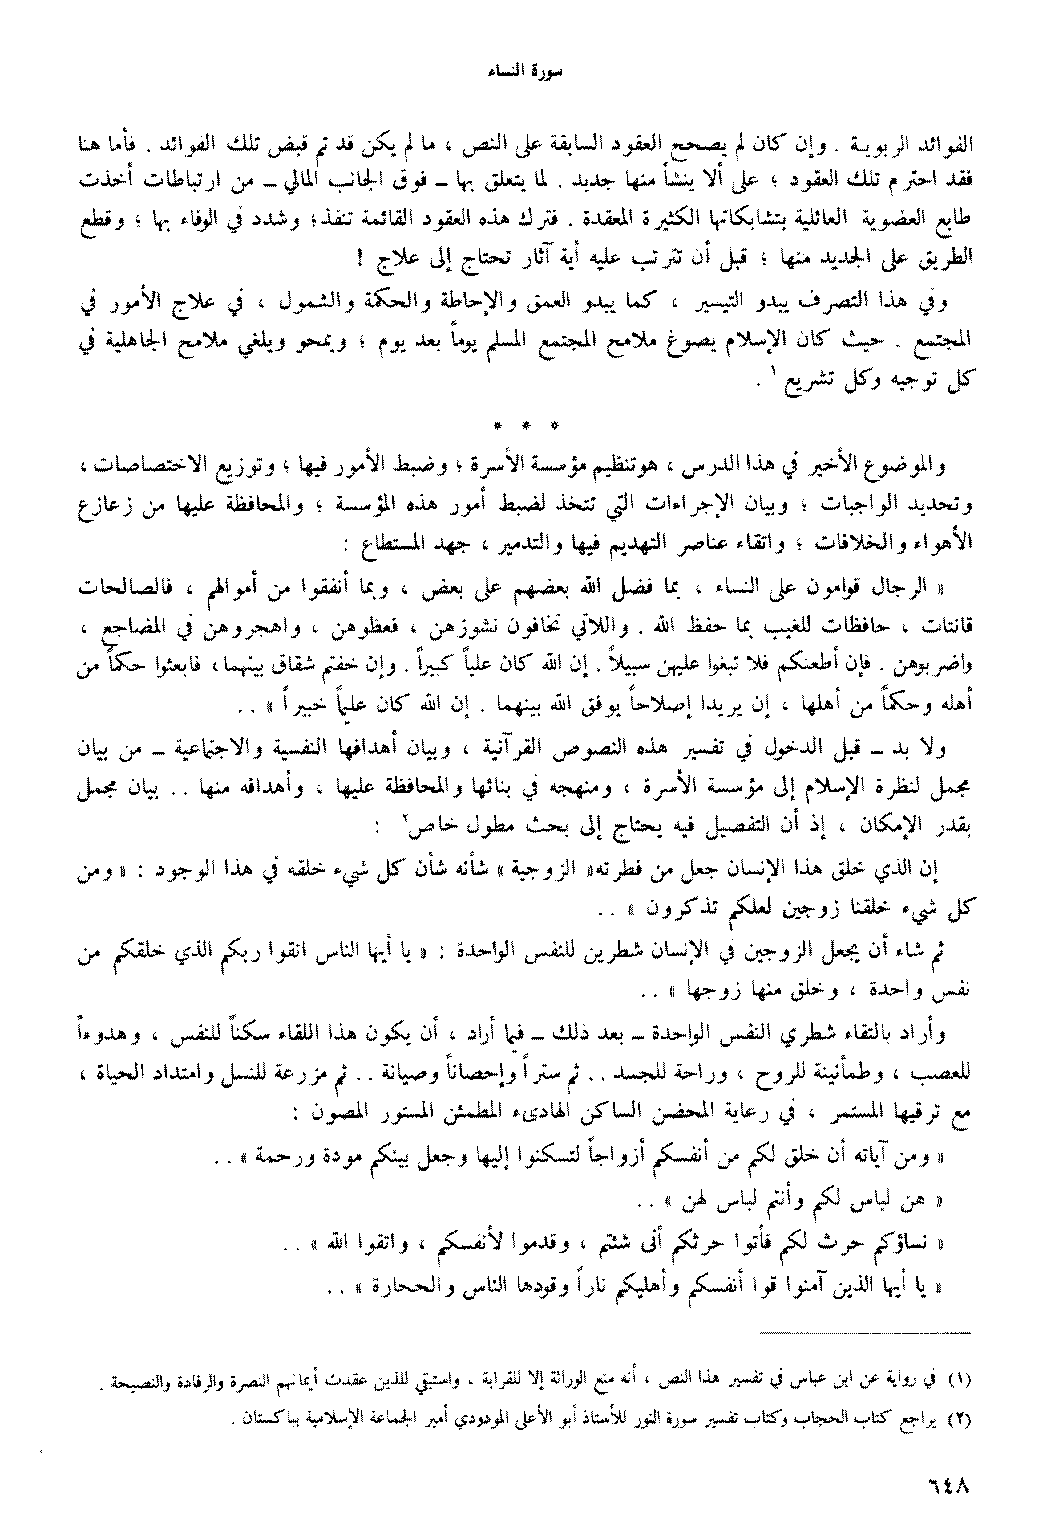 سورة النساء
الفوائد الربوية . وإن كان لم يصحح العقود السابقة على النص ، ما لم يكن قد تم قبض تلك الفوائد . فأما هنا
فقد احترم تلك العقود ؛ على ألا ينشأ منها جديد . لما يتعلق بها – فوق الجانب المالي – من ارتباطات أخذت
طابع العضوية العائلية بتشابكاتها الكثيرة المعقدة . فترك هذه العقود القائمة تنفذ؛ وشدد في الوفاء بها ؛ وقطع
الطريق على الجديد منها ؛ قبل أن تترتب عليه أية آثار تحتاج إلى علاج !
وفي هذا التصرف يبدو التيسير ، كما يبدو العمق والإحاطة والحكمة والشمول ، في علاج الأمور في
المجتمع . حيث كان الإسلام يصوغ ملامح المجتمع المسلم يوماً بعد يوم ؛ ويمحو ويلغي ملامح الجاهلية في
كل توجيه وكل تشريع ١ .
* * *
والموضوع الأخير في هذا الدرس ، هو تنظيم مؤسسة الأسرة ؛ وضبط الأمور فيها ؛ وتوزيع الاختصاصات ،
وتحديد الواجبات ؛ وبيان الإجراءات التي تتخذ لضبط أمور هذه المؤسسة ؛ والمحافظة عليها من زعازع
الأهواء والخلافات ؛ واتقاء عناصر التهديم فيها والتدمير ، جهد المستطاع :
« الرجال قوامون على النساء ، بما فضل الله بعضهم على بعض ، وبما أنفقوا من أموالهم ، فالصالحات
قانتات ، حافظات للغيب بما حفظ الله . واللاتي تخافون نشوزهن ، فعظوهن ، واهجروهن في المضاجع ،
واضربوهن . فإن أطعنكم فلا تبغوا عليهن سبيلاً . إن الله كان علياً كبيراً . وإن خفتم شقاق بينهما، فابعثوا حكماً من
أهله وحكماً من أهلها ، إن يريدا إصلاحاً يوفق الله بينهما . إن الله كان عليماً خبيراً » ..
ولا بد – قبل الدخول في تفسير هذه النصوص القرآنية ، وبيان أهدافها النفسية والاجتماعية – من بيان
مجمل لنظرة الإسلام إلى مؤسسة الأسرة ، ومنهجه في بنائها والمحافظة عليها ، وأهدافه منها .. بيان مجمل
بقدر الإمكان ، إذ أن التفصيل فيه يحتاج إلى بحث مطول خاص٢ :
إن الذي خلق هذا الإنسان جعل من فطرته« الزوجية » شأنه شأن كل شيء خلقه في هذا الوجود : « ومن
كل شيء خلقنا زوجين لعلكم تذكرون » ..
ثم شاء أن يجعل الزوجين في الإنسان شطرين للنفس الواحدة : « يا أيها الناس اتقوا ربكم الذي خلقكم من
نفس واحدة ، وخلق منها زوجها » ..
وأراد بالتقاء شطري النفس الواحدة – بعد ذلك – فيما أراد ، أن يكون هذا اللقاء سكناً للنفس ، وهدوءاً
للعصب ، وطمأنينة للروح ، وراحة للجسد .. ثم ستراً وإحصاناً وصيانة .. ثم مزرعة للنسل وامتداد الحياة ،
مع ترقيها المستمر ، في رعاية المحضن الساكن الهادىء المطمئن المستور المصون :
« ومن آياته أن خلق لكم من أنفسكم أزواجاً لتسكنوا إليها وجعل بينكم مودة ورحمة » ..
« هن لباس لكم وأنتم لباس لهن » ..
« نساؤكم حرث لكم فأتوا حرثكم أنى شئتم ، وقدموا لأنفسكم ، واتقوا الله » ..
« يا أيها الذين آمنوا قوا أنفسكم وأهليكم ناراً وقودها الناس والحجارة » ..
(١) في رواية عن ابن عباس في تفسير هذا النص ، أنه منع الوراثة إلا للقرابة ، واستبقي للذين عقدت أيمانهم النصرة والرفادة والنصيحة .
(٢) يراجع كتاب الحجاب وكتاب تفسير سورة النور للأستاذ أبو الأعلى المودودي أمير الجماعة الإسلامية بباكستان .
٦٤٨